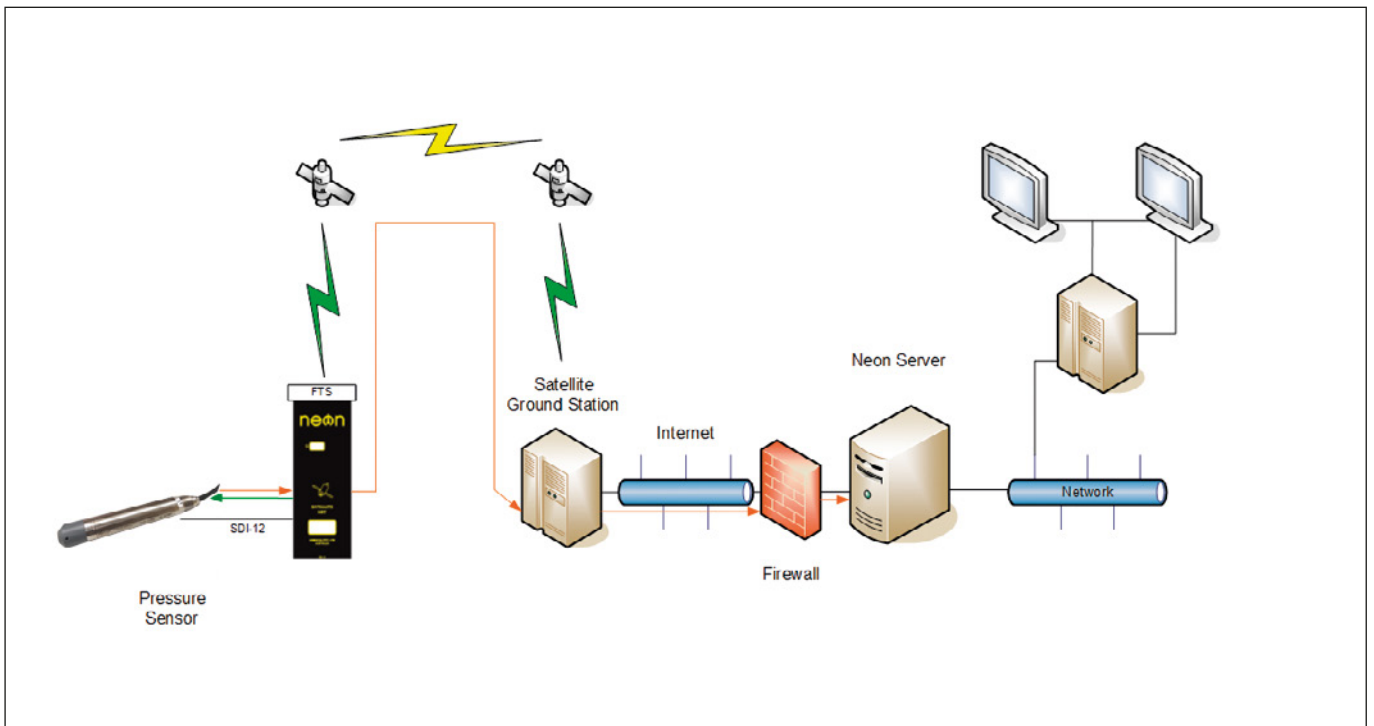 FTS
neon
SDI-12
Pressure
Sensor
Satellite
Ground Station
Internet
Firewall
Neon Server
Network